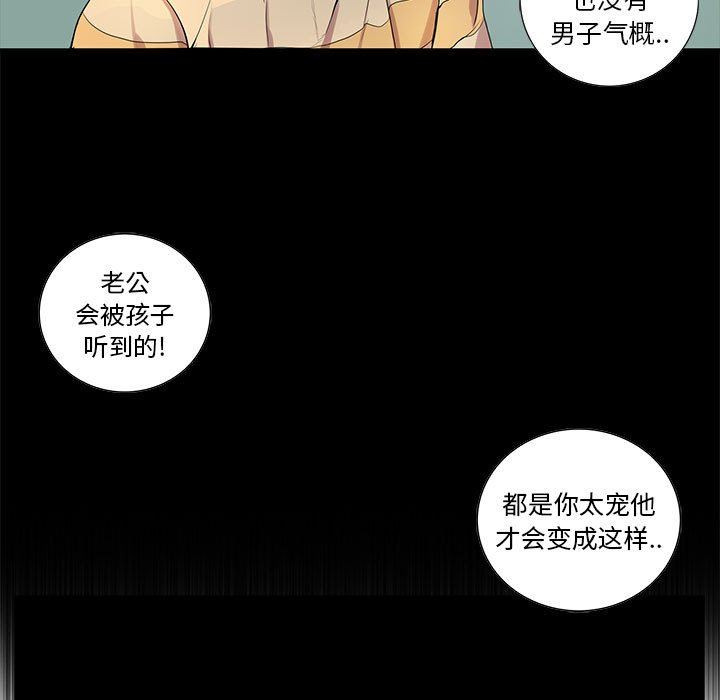 也没有
男子气概..
老公
会被孩子
听到的!
都是你太宠他
才会变成这样..